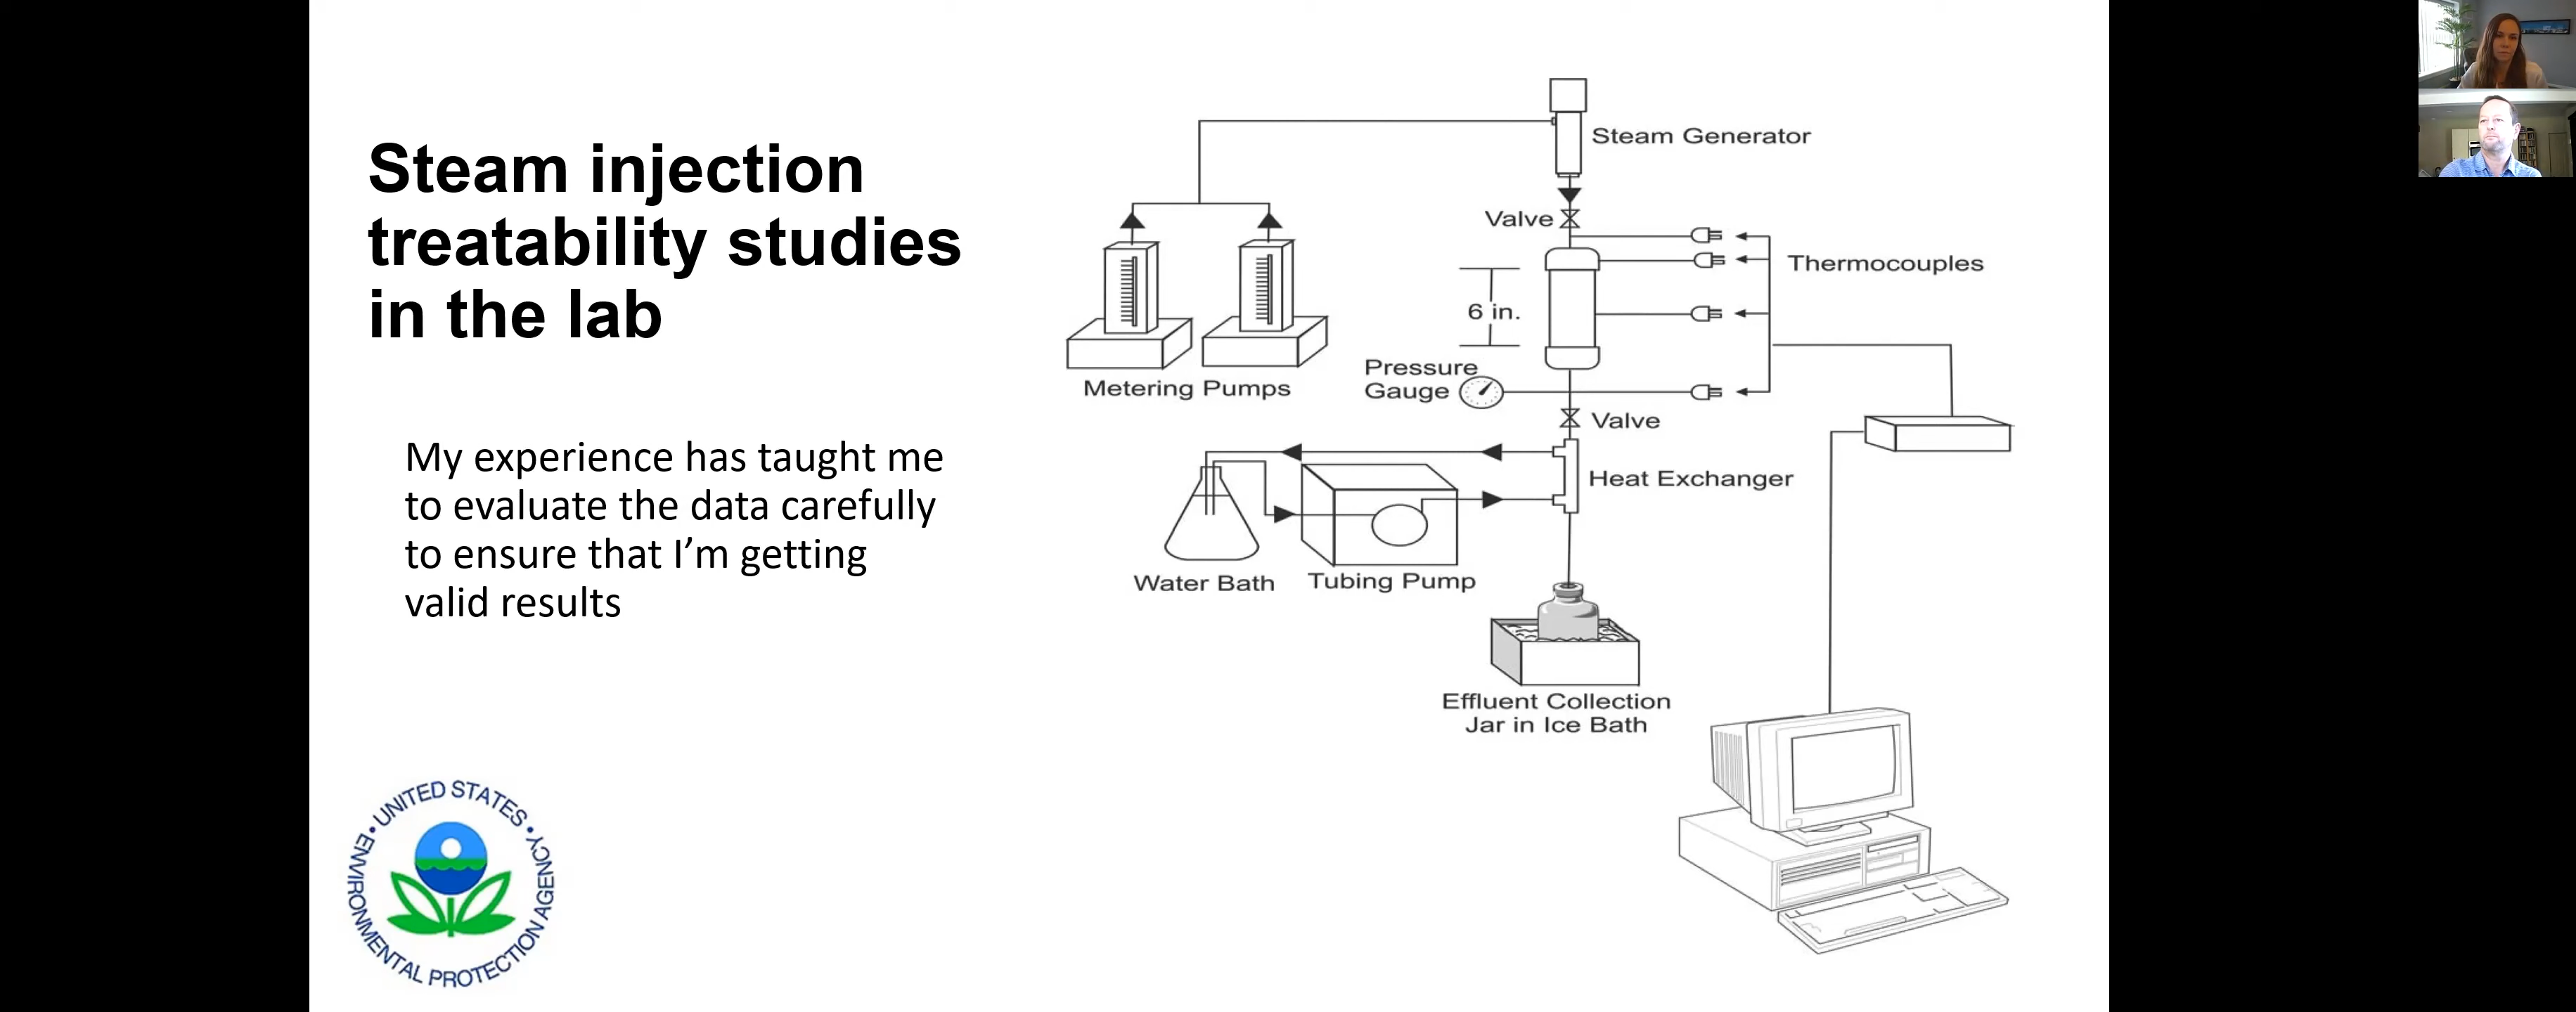 Steam injection
treatability studies
in the lab
My experience has taught me
to evaluate the data carefully
to ensure that I’m getting
valid results
Steam Generator
Valve
Thermocouples
6 in.
Pressure
Gauge
Metering Pumps
Valve
Heat Exchanger
Water Bath
Tubing Pump
Effluent Collection
Jar in Ice Bath
UNITED STATES
ENVIRONMENTAL PROTECTION AGENCY